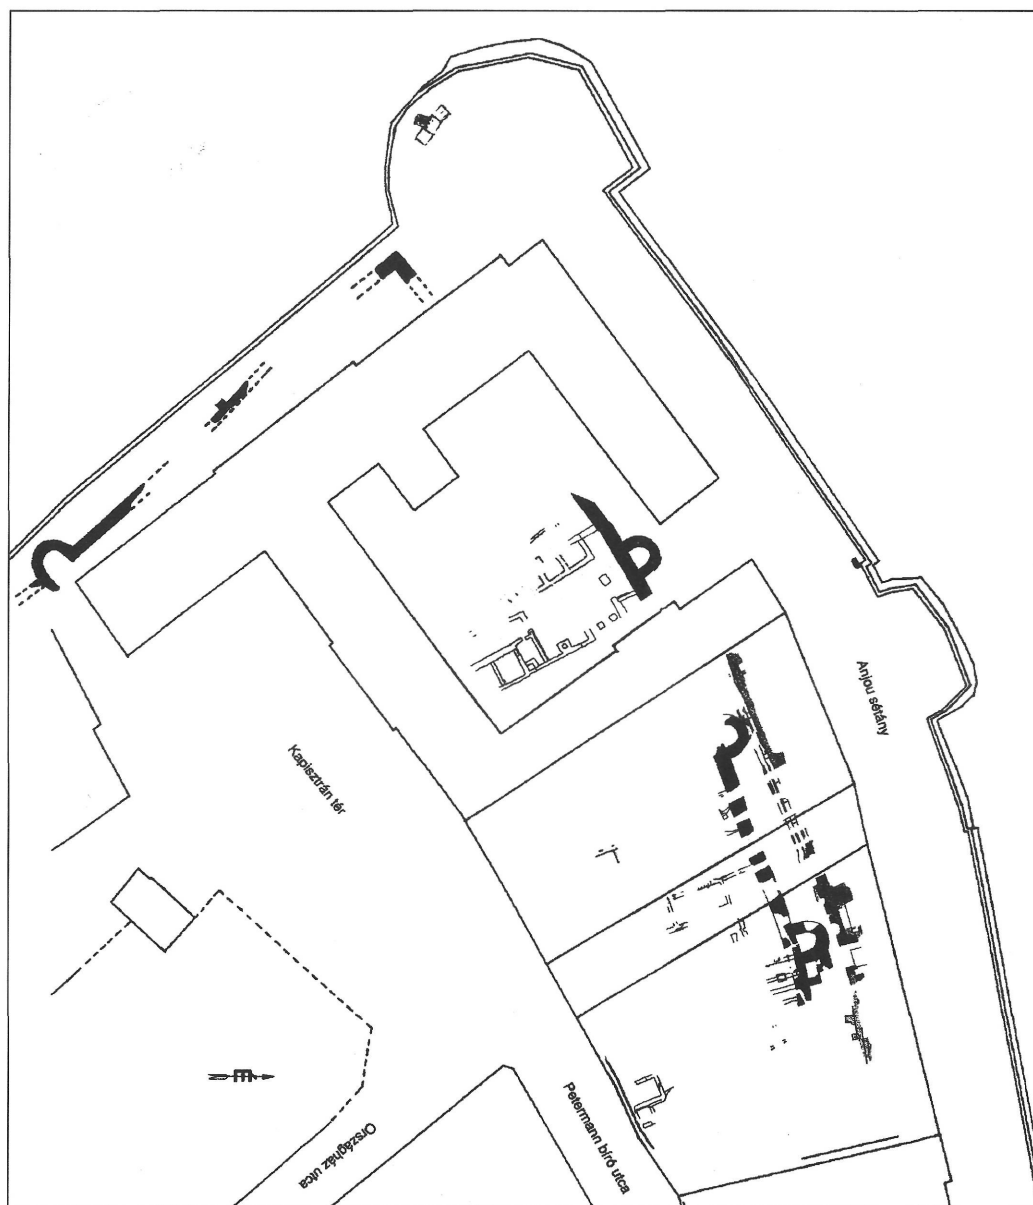 Anjou sétány
Kapisztrán tér
Országház utca
Petermann bíró utca